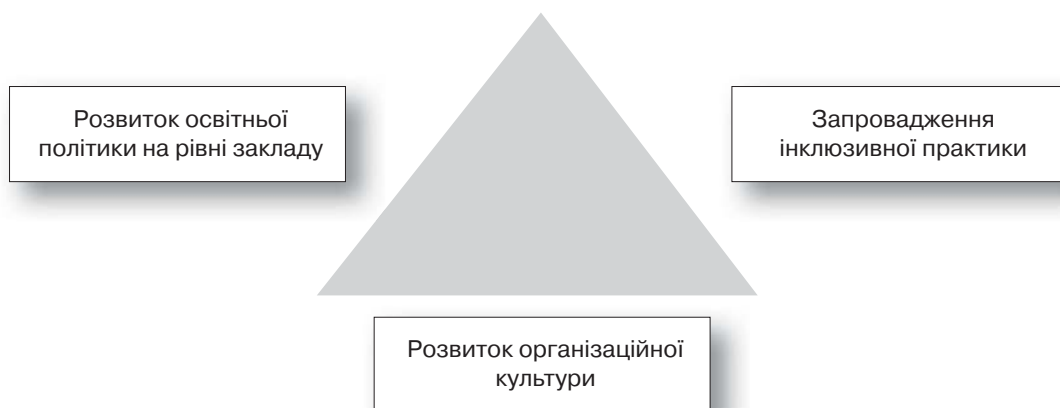 Розвиток освітньої
політики на рівні закладу
Запровадження
інклюзивної практики
Розвиток організаційної
культури